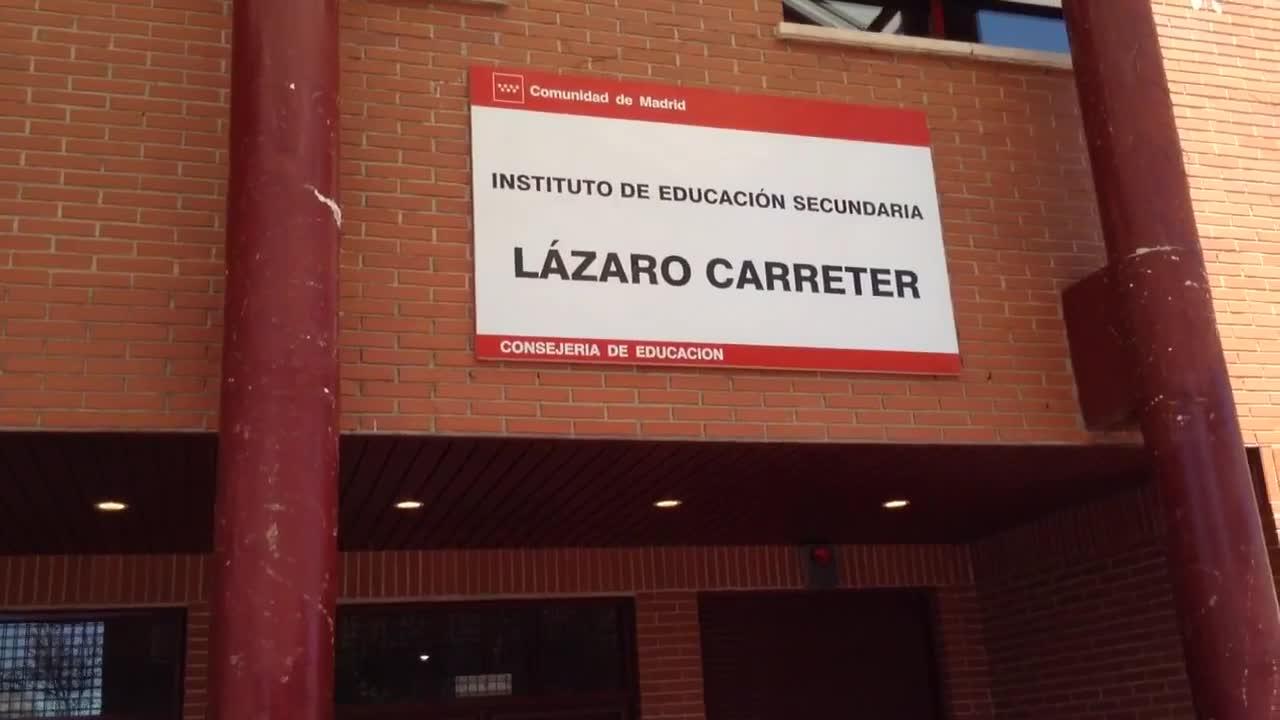 Comunidad de Madrid
INSTITUTO DE EDUCACIÓN SECUNDARIA
LÁZARO CARRETER
CONSEJERIA DE EDUCACION